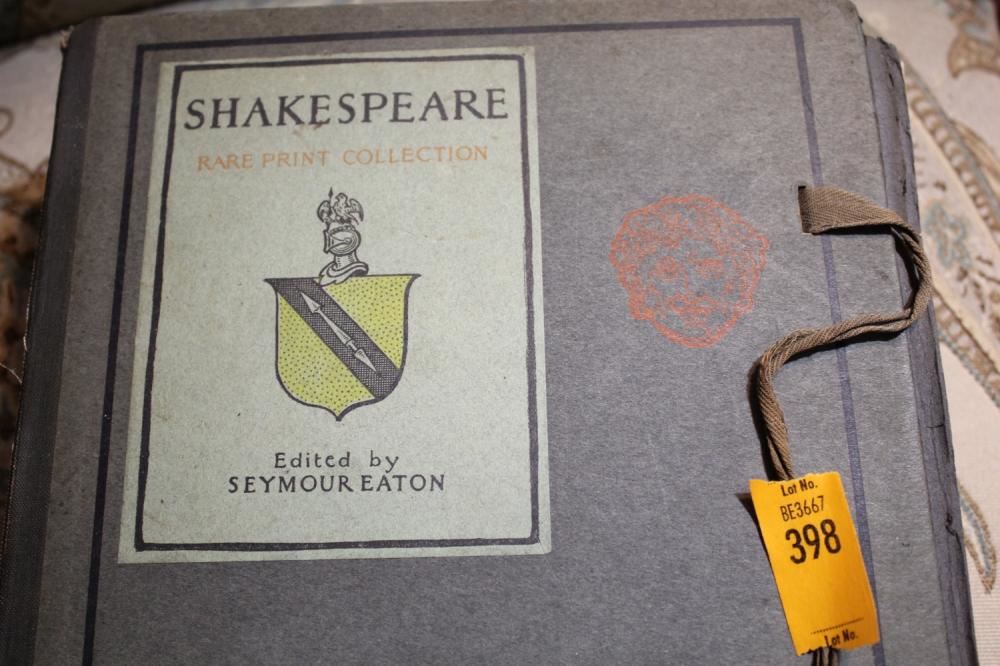 SHAKESPEARE
RARE PRINT COLLECTION
Edited by
SEYMOUR EATON
Lot No.
BE3667
398
Lot No.